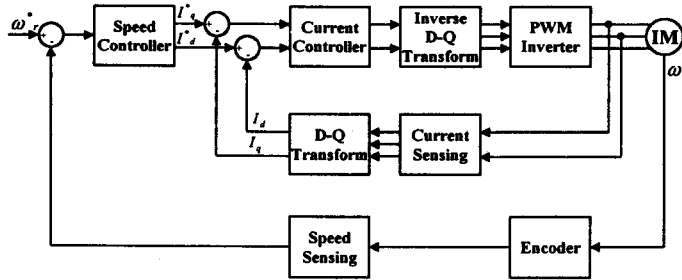 ω*r
Speed
Controller
I*q
I*d
Current
Controller
Inverse
D-Q
Transform
PWM
Inverter
IM
ω
Id
Iq
D-Q
Transform
Current
Sensing
Speed
Sensing
Encoder